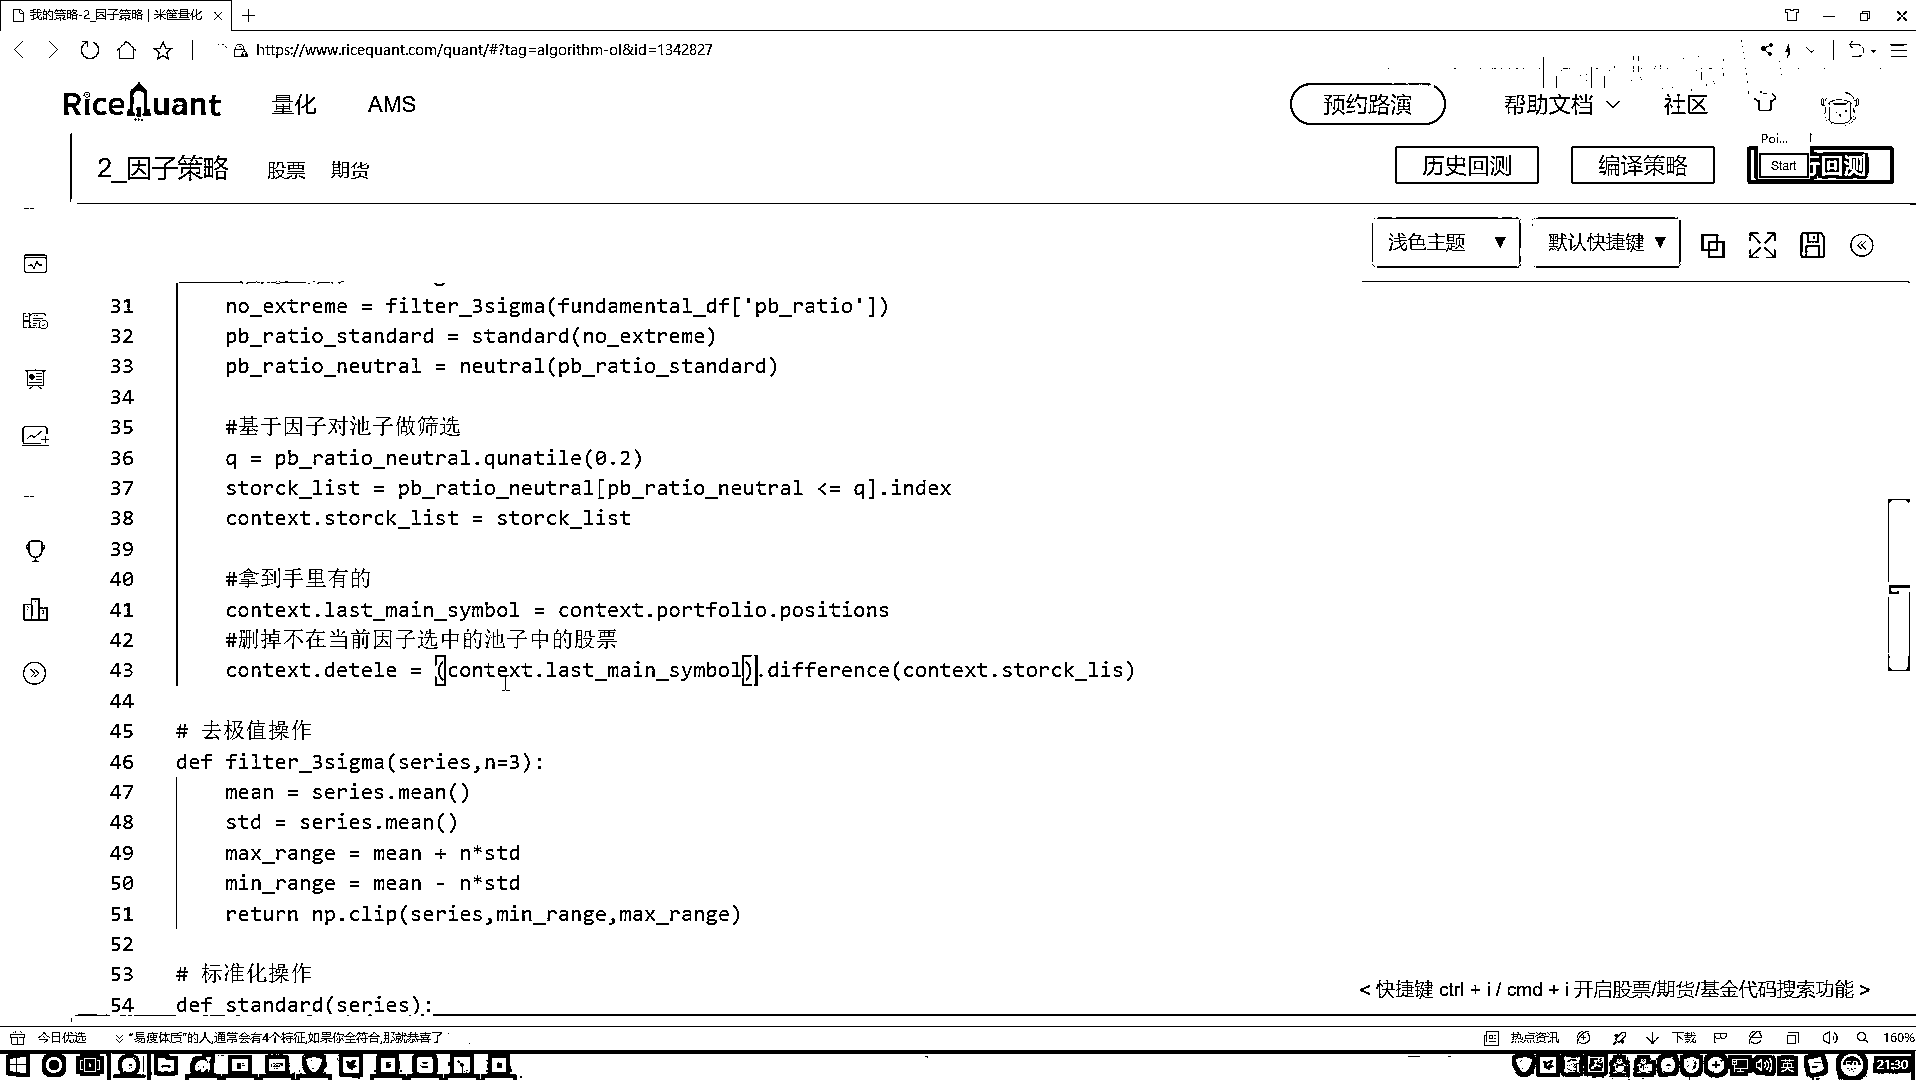 我的策略-2_因子策略 | 米筐量化
https://www.ricequant.com/quant/#?tag=algorithm-ol&id=1342827
RiceQuant 量化 AMS 预约路演 帮助文档 社区
Poi...
2_因子策略 股票 期货 历史回测 编译策略 Start 回测
浅色主题 ▼ 默认快捷键 ▼
31 no_extreme = filter_3sigma(fundamental_df['pb_ratio'])
32 pb_ratio_standard = standard(no_extreme)
33 pb_ratio_neutral = neutral(pb_ratio_standard)
34
35 #基于因子对池子做筛选
36 q = pb_ratio_neutral.qunatile(0.2)
37 storck_list = pb_ratio_neutral[pb_ratio_neutral <= q].index
38 context.storck_list = storck_list
39
40 #拿到手里有的
41 context.last_main_symbol = context.portfolio.positions
42 #删掉不在当前因子选中的池子中的股票
43 context.detele = (context.last_main_symbol).difference(context.storck_lis)
44
45 # 去极值操作
46 def filter_3sigma(series,n=3):
47 mean = series.mean()
48 std = series.mean()
49 max_range = mean + n*std
50 min_range = mean - n*std
51 return np.clip(series,min_range,max_range)
52
53 # 标准化操作
54 def standard(series):
< 快捷键 ctrl + i / cmd + i 开启股票/期货/基金代码搜索功能 >
今日优选 “易瘦体质”的人,通常会有4个特征,如果你全符合,那就恭喜了 热点资讯 下载 160%
英 21:30